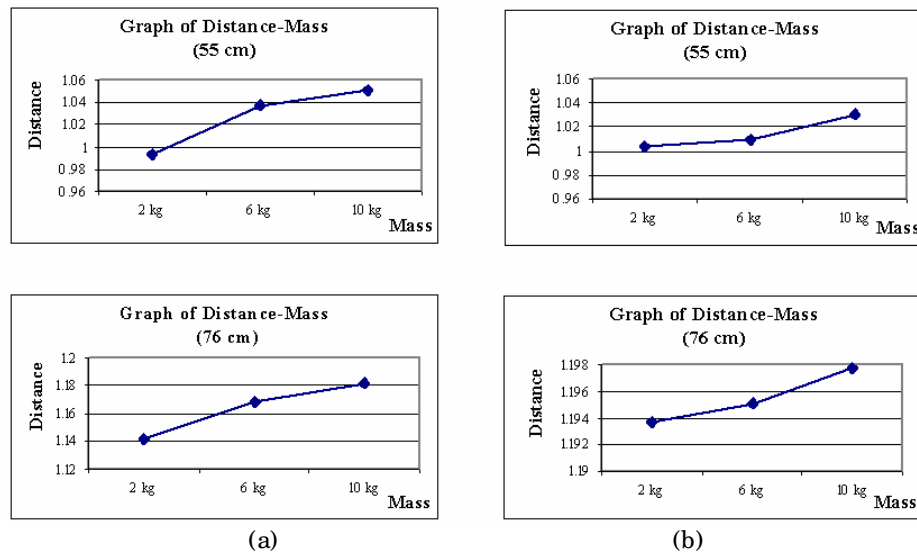 Graph of Distance-Mass
(55 cm)
Distance
1.06
1.04
1.02
1
0.98
0.96
2 kg 6 kg 10 kg
Mass
Graph of Distance-Mass
(55 cm)
Distance
1.06
1.04
1.02
1
0.98
0.96
2 kg 6 kg 10 kg
Mass
Graph of Distance-Mass
(76 cm)
Distance
1.2
1.18
1.16
1.14
1.12
2 kg 6 kg 10 kg
Mass
Graph of Distance-Mass
(76 cm)
Distance
1.198
1.196
1.194
1.192
1.19
2 kg 6 kg 10 kg
Mass
(a) (b)